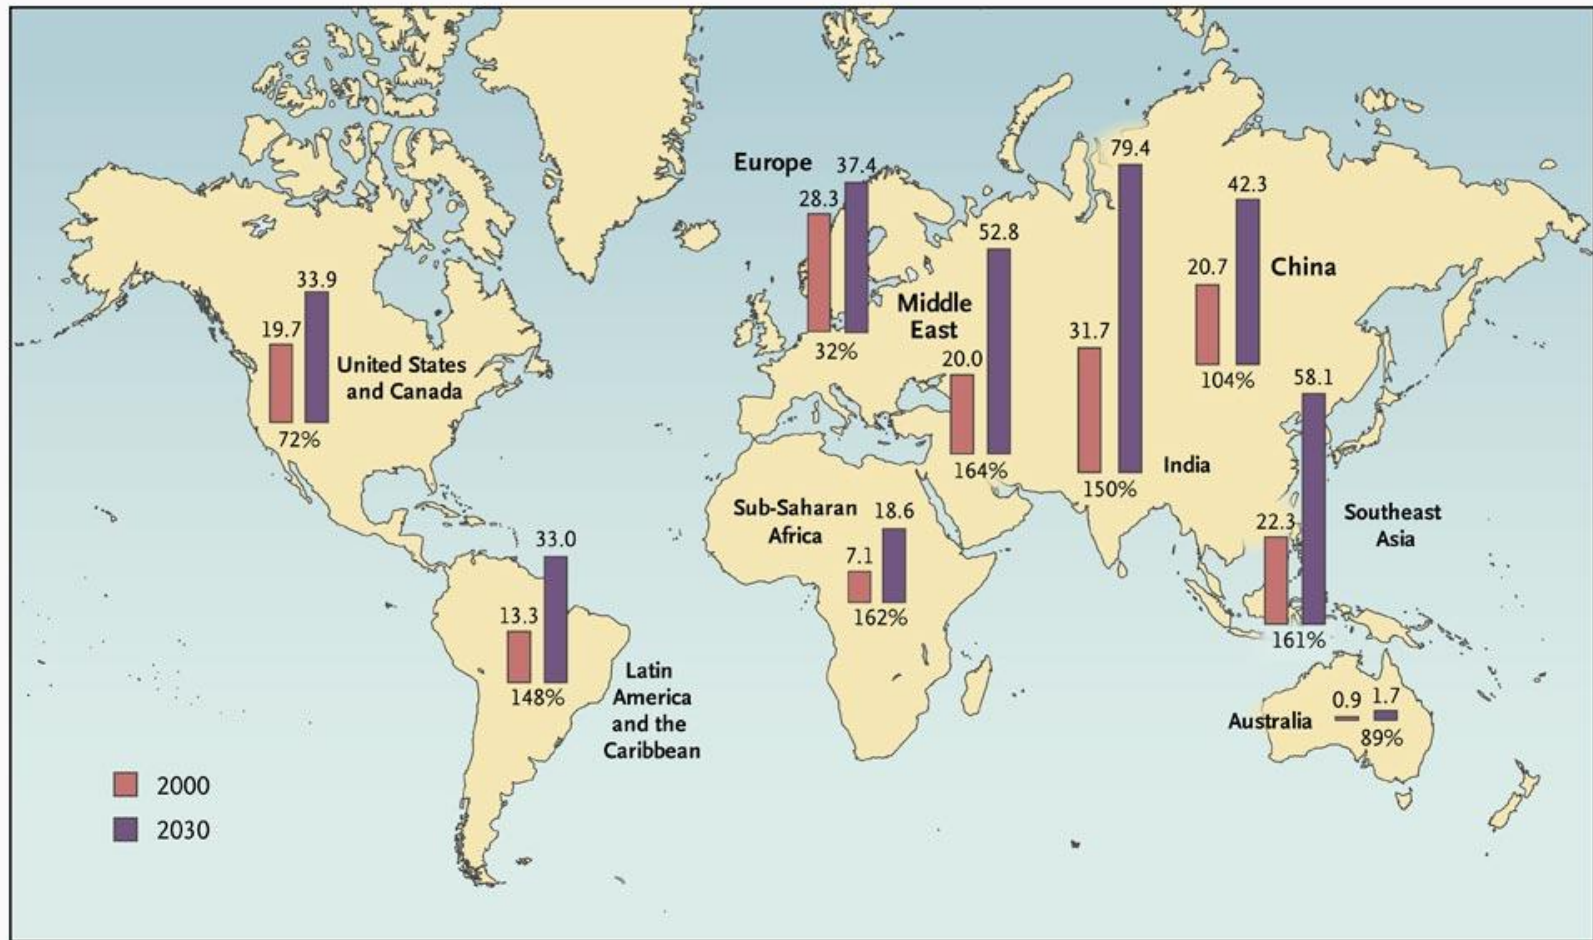 Europe
28.3
37.4
32%
Middle
East
20.0
52.8
164%
31.7
79.4
150%
India
20.7
42.3
China
104%
19.7
33.9
United States
and Canada
72%
Sub-Saharan
Africa
7.1
18.6
162%
22.3
58.1
Southeast
Asia
161%
13.3
33.0
148%
Latin
America
and the
Caribbean
Australia
0.9
1.7
89%
2000
2030